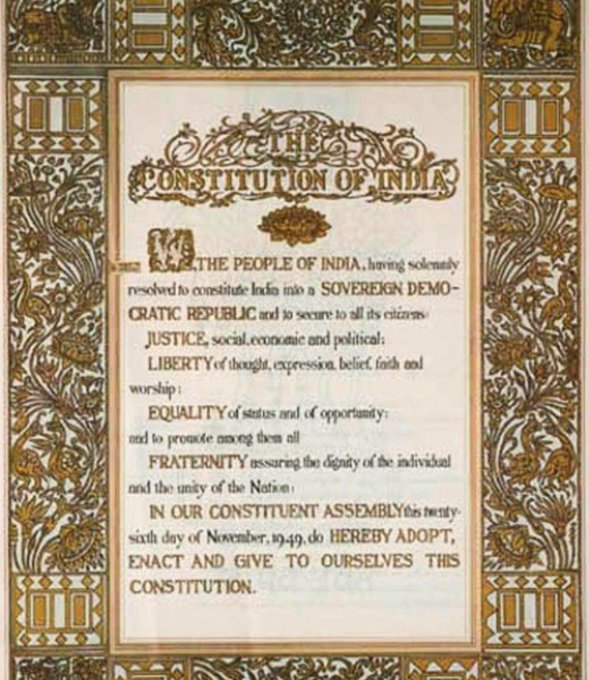 THE
CONSTITUTION OF INDIA
WE, THE PEOPLE OF INDIA, having solemnly
resolved to constitute India into a SOVEREIGN DEMO-
CRATIC REPUBLIC and to secure to all its citizens:
JUSTICE, social, economic and political;
LIBERTY of thought, expression, belief, faith and
worship;
EQUALITY of status and of opportunity;
and to promote among them all
FRATERNITY assuring the dignity of the individual
and the unity of the Nation;
IN OUR CONSTITUENT ASSEMBLY this twenty-
sixth day of November, 1949, do HEREBY ADOPT,
ENACT AND GIVE TO OURSELVES THIS
CONSTITUTION.